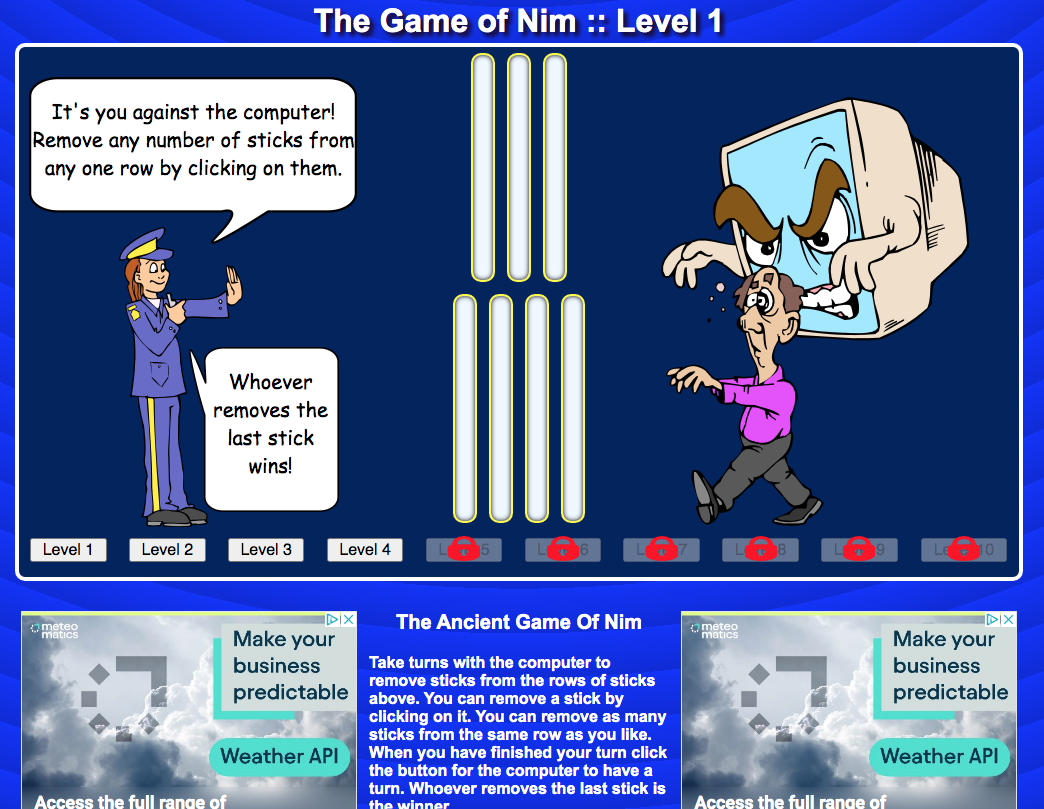 The Game of Nim :: Level 1
It's you against the computer!
Remove any number of sticks from
any one row by clicking on them.
Whoever
removes the
last stick
wins!
Level 1
Level 2
Level 3
Level 4
meteo
matics
Make your
business
predictable
Weather API
Access the full range of
The Ancient Game Of Nim
Take turns with the computer to
remove sticks from the rows of sticks
above. You can remove a stick by
clicking on it. You can remove as many
sticks from the same row as you like.
When you have finished your turn click
the button for the computer to have a
turn. Whoever removes the last stick is
the winner
meteo
matics
Make your
business
predictable
Weather API
Access the full range of